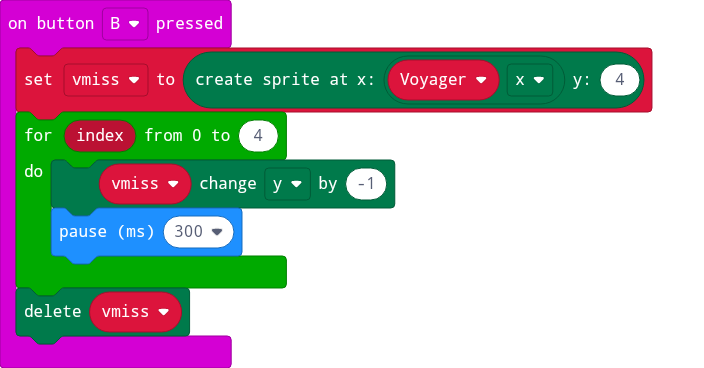 on button B pressed
set vmiss to create sprite at x: Voyager x y: 4
for index from 0 to 4
do
vmiss change y by -1
pause (ms) 300
delete vmiss